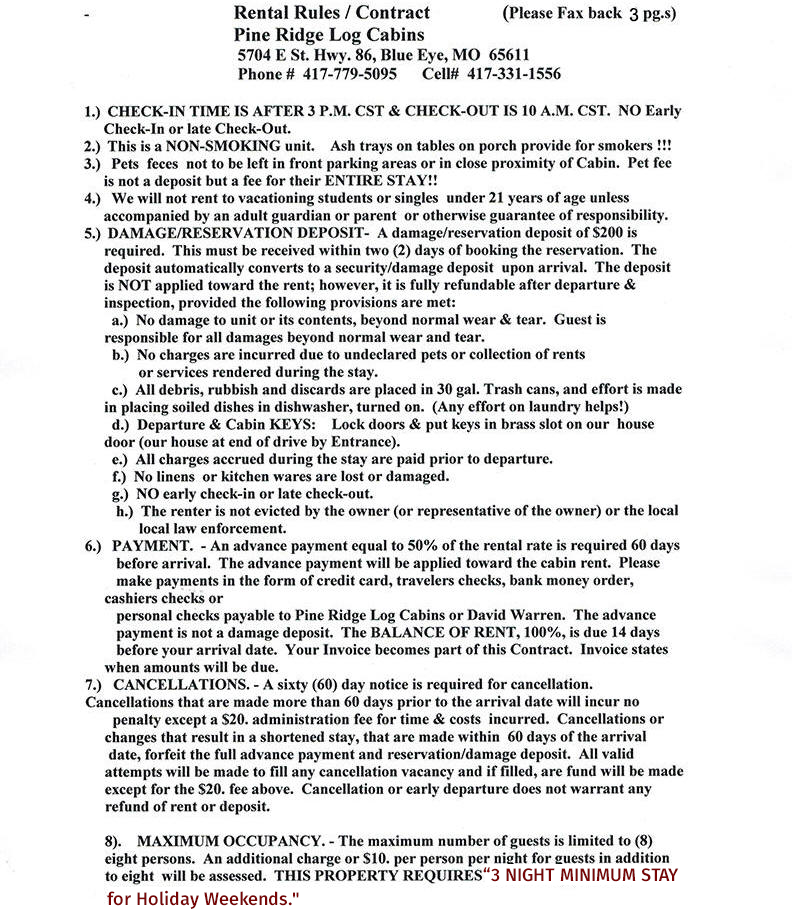 Rental Rules / Contract (Please Fax back 3 pg.s)
Pine Ridge Log Cabins
5704 E St. Hwy. 86, Blue Eye, MO 65611
Phone # 417-779-5095 Cell# 417-331-1556
1.) CHECK-IN TIME IS AFTER 3 P.M. CST & CHECK-OUT IS 10 A.M. CST. NO Early
Check-In or late Check-Out.
2.) This is a NON-SMOKING unit. Ash trays on tables on porch provide for smokers !!!
3.) Pets feces not to be left in front parking areas or in close proximity of Cabin. Pet fee
is not a deposit but a fee for their ENTIRE STAY!!
4.) We will not rent to vacationing students or singles under 21 years of age unless
accompanied by an adult guardian or parent or otherwise guarantee of responsibility.
5.) DAMAGE/RESERVATION DEPOSIT- A damage/reservation deposit of $200 is
required. This must be received within two (2) days of booking the reservation. The
deposit automatically converts to a security/damage deposit upon arrival. The deposit
is NOT applied toward the rent; however, it is fully refundable after departure &
inspection, provided the following provisions are met:
a.) No damage to unit or its contents, beyond normal wear & tear. Guest is
responsible for all damages beyond normal wear and tear.
b.) No charges are incurred due to undeclared pets or collection of rents
or services rendered during the stay.
c.) All debris, rubbish and discards are placed in 30 gal. Trash cans, and effort is made
in placing soiled dishes in dishwasher, turned on. (Any effort on laundry helps!)
d.) Departure & Cabin KEYS: Lock doors & put keys in brass slot on our house
door (our house at end of drive by Entrance).
e.) All charges accrued during the stay are paid prior to departure.
f.) No linens or kitchen wares are lost or damaged.
g.) NO early check-in or late check-out.
h.) The renter is not evicted by the owner (or representative of the owner) or the local
local law enforcement.
6.) PAYMENT. - An advance payment equal to 50% of the rental rate is required 60 days
before arrival. The advance payment will be applied toward the cabin rent. Please
make payments in the form of credit card, travelers checks, bank money order,
cashiers checks or
personal checks payable to Pine Ridge Log Cabins or David Warren. The advance
payment is not a damage deposit. The BALANCE OF RENT, 100%, is due 14 days
before your arrival date. Your Invoice becomes part of this Contract. Invoice states
when amounts will be due.
7.) CANCELLATIONS. - A sixty (60) day notice is required for cancellation.
Cancellations that are made more than 60 days prior to the arrival date will incur no
penalty except a $20. administration fee for time & costs incurred. Cancellations or
changes that result in a shortened stay, that are made within 60 days of the arrival
date, forfeit the full advance payment and reservation/damage deposit. All valid
attempts will be made to fill any cancellation vacancy and if filled, are fund will be made
except for the $20. fee above. Cancellation or early departure does not warrant any
refund of rent or deposit.
8). MAXIMUM OCCUPANCY. - The maximum number of guests is limited to (8)
eight persons. An additional charge or $10. per person per night for guests in addition
to eight will be assessed. THIS PROPERTY REQUIRES“3 NIGHT MINIMUM STAY
for Holiday Weekends."